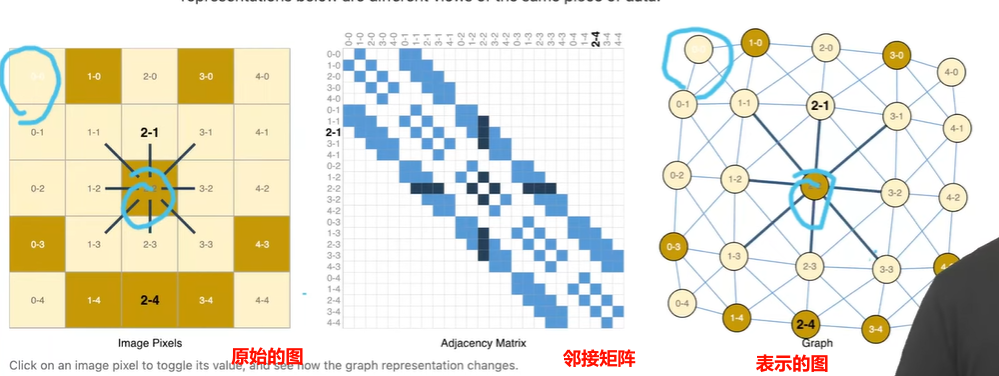 representations below are different views of the same piece of data.
1-0 2-0 3-0 4-0
0-1 1-1 2-1 3-1 4-1
0-2 1-2 3-2 4-2
0-3 1-3 2-3 3-3 4-3
0-4 1-4 2-4 3-4 4-4
Image Pixels
0-0 1-0 2-0 3-0 4-0 0-1 1-1 2-1 3-1 4-1 0-2 1-2 2-2 3-2 4-2 0-3 1-3 2-3 3-3 4-3 0-4 1-4 2-4 3-4 4-4
0-0
1-0
2-0
3-0
4-0
0-1
1-1
2-1
3-1
4-1
0-2
1-2
2-2
3-2
4-2
0-3
1-3
2-3
4-3
0-4
1-4
2-4
3-4
4-4
Adjacency Matrix
1-0 2-0 3-0 4-0
0-1 1-1 2-1 3-1 4-1
0-2 1-2 3-2 4-2
0-3 1-3 2-3 3-3
0-4 1-4 2-4 3-4
Graph
Click on an image pixel to toggle its value, and see how the graph representation changes.
原始的图
邻接矩阵
表示的图